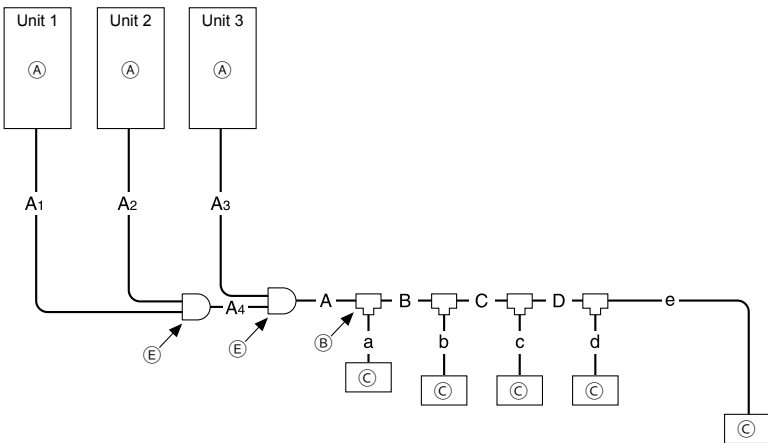 Unit 1 Unit 2 Unit 3
Ⓐ Ⓐ Ⓐ
A1 A2 A3
A4 A B C D e
Ⓔ Ⓔ Ⓑ a b c d
Ⓒ Ⓒ Ⓒ Ⓒ
Ⓒ